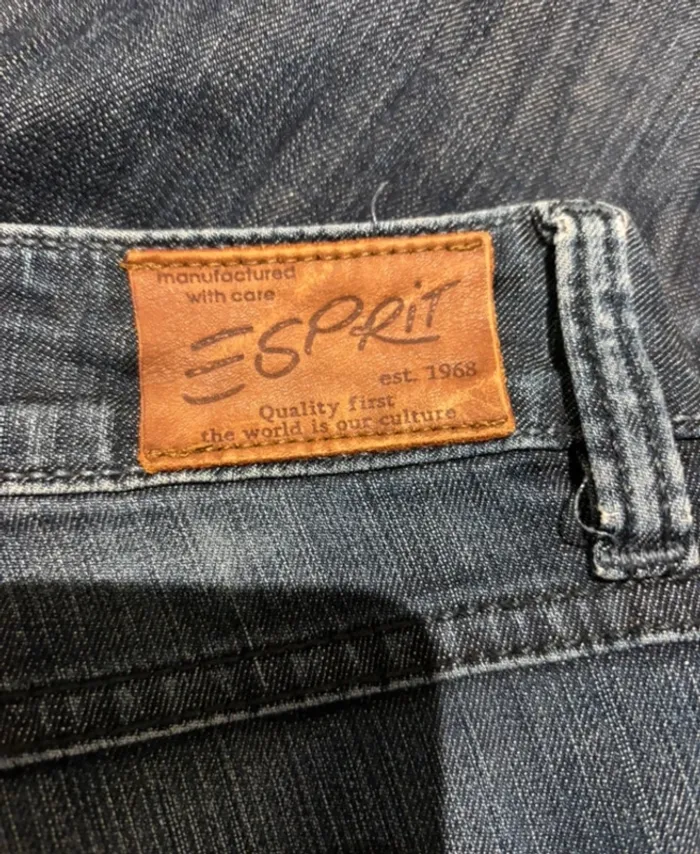 manufactured
with care
ESPRIT
est. 1968
Quality first
the world is our culture